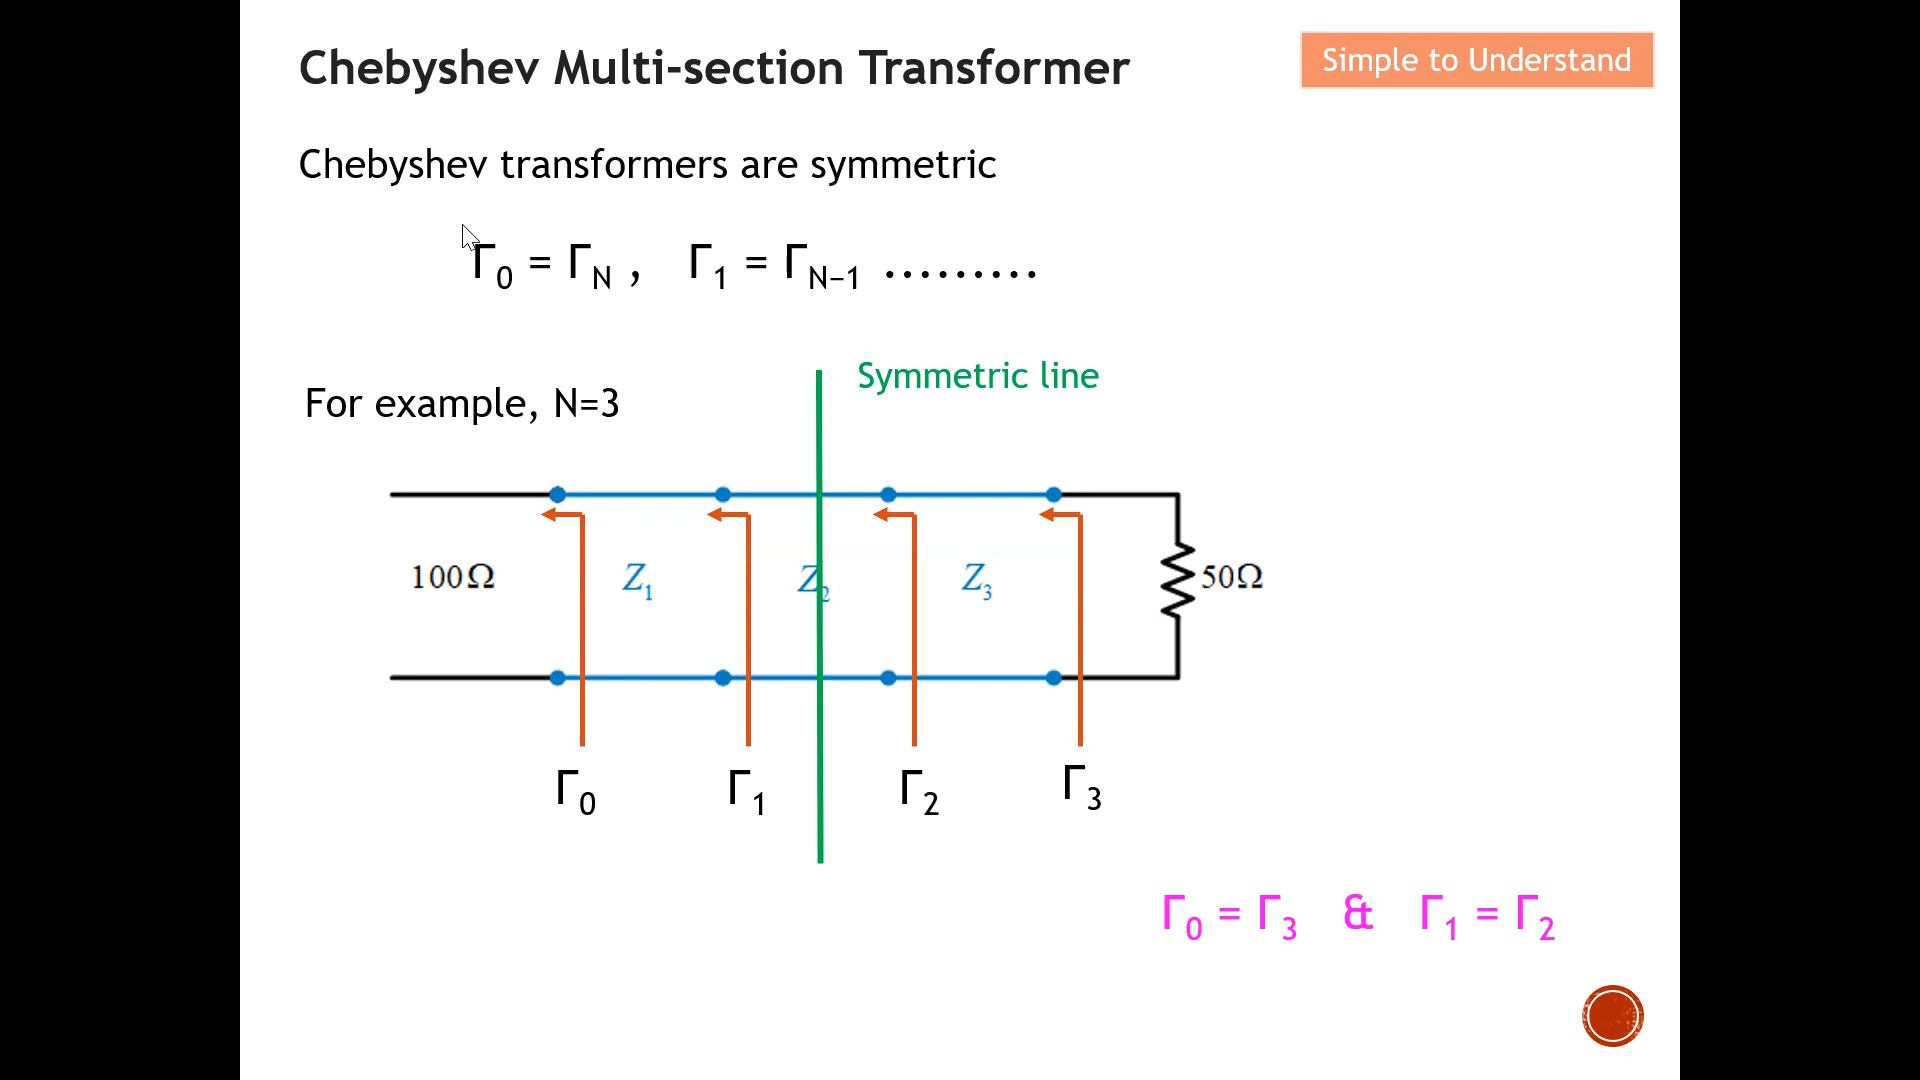 Chebyshev Multi-section Transformer
Simple to Understand
Chebyshev transformers are symmetric
Γ0 = ΓN , Γ1 = ΓN−1 .........
Symmetric line
For example, N=3
100Ω Z1 Z2 Z3 50Ω
Γ0 Γ1 Γ2 Γ3
Γ0 = Γ3 & Γ1 = Γ2